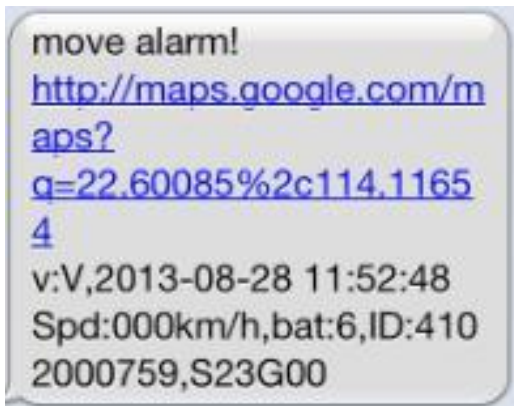 move alarm!
http://maps.google.com/m
aps?
q=22.60085%2c114.1165
4
v:V,2013-08-28 11:52:48
Spd:000km/h,bat:6,ID:410
2000759,S23G00